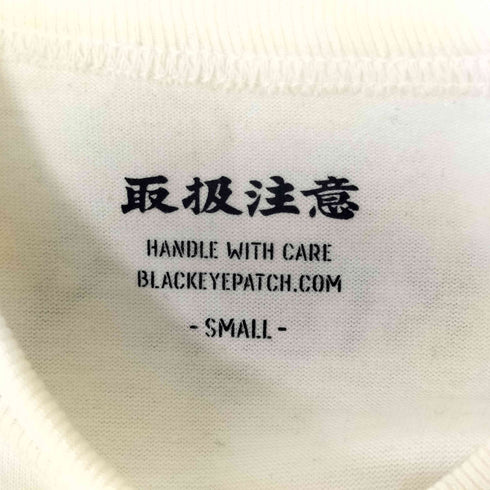 取扱注意
HANDLE WITH CARE
BLACKEYEPATCH.COM
- SMALL -